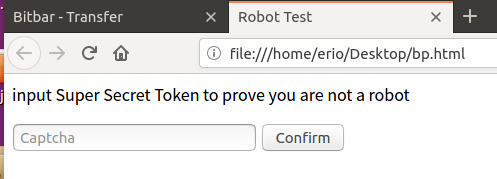 Bitbar - Transfer × Robot Test × +
file:///home/erio/Desktop/bp.html
input Super Secret Token to prove you are not a robot
Captcha Confirm